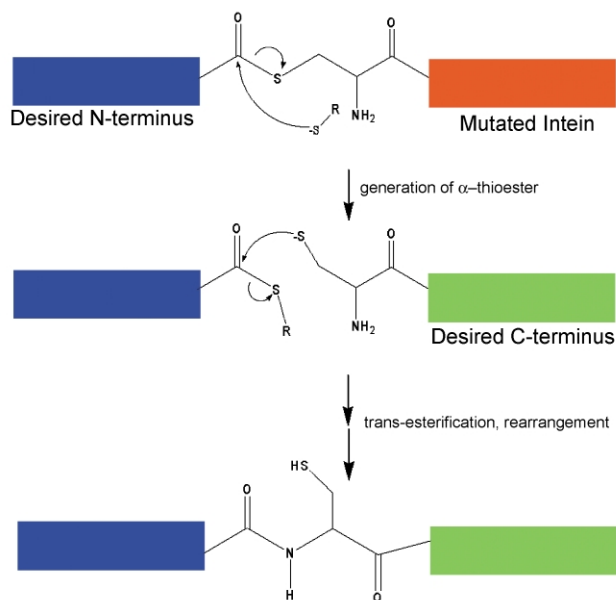 O
S
R
-S
NH2
O
Desired N-terminus
Mutated Intein
generation of α–thioester
O
-S
O
S
R
NH2
Desired C-terminus
trans-esterification, rearrangement
HS
O
N
H
O